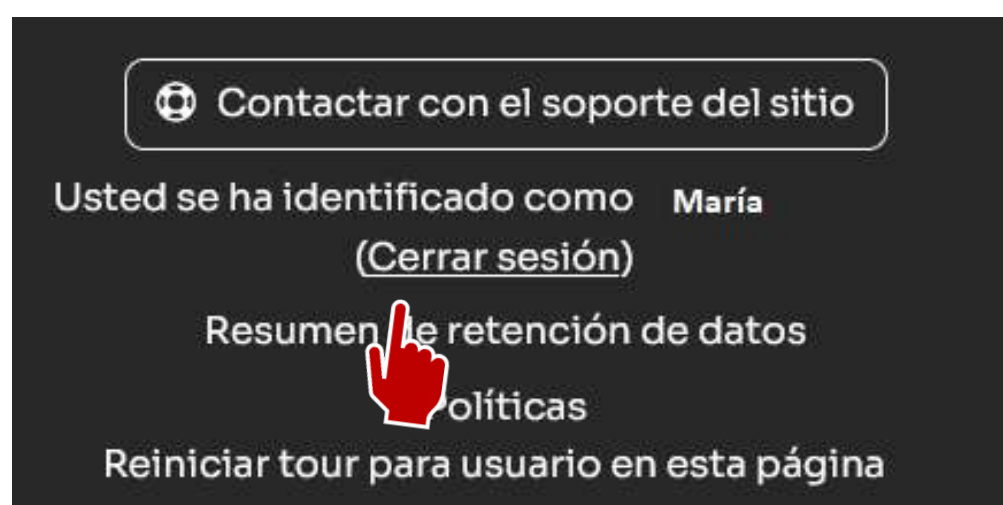 Contactar con el soporte del sitio
Usted se ha identificado como María
(Cerrar sesión)
Resumen de retención de datos
Políticas
Reiniciar tour para usuario en esta página